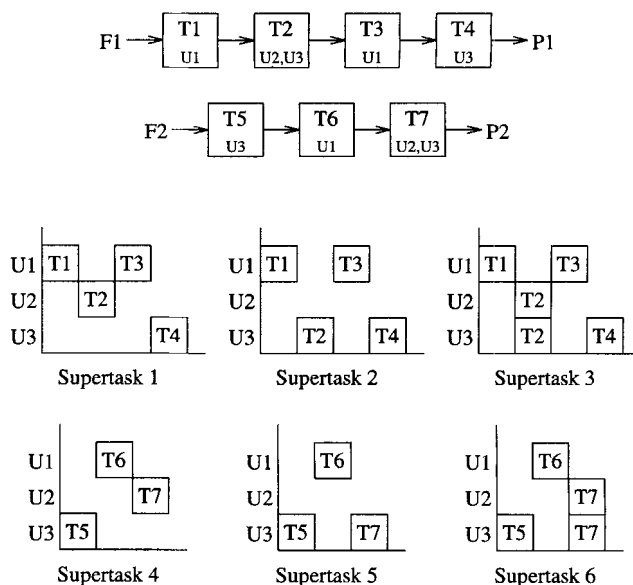 F1 T1 T2 T3 T4 P1
U1 U2,U3 U1 U3
F2 T5 T6 T7 P2
U3 U1 U2,U3
U1 T1 T3
U2 T2
U3 T4
Supertask 1
U1 T1 T3
U2
U3 T2 T4
Supertask 2
U1 T1 T3
U2 T2
U3 T2 T4
Supertask 3
U1 T6
U2 T7
U3 T5
Supertask 4
U1 T6
U2
U3 T5 T7
Supertask 5
U1 T6
U2 T7
U3 T5 T7
Supertask 6